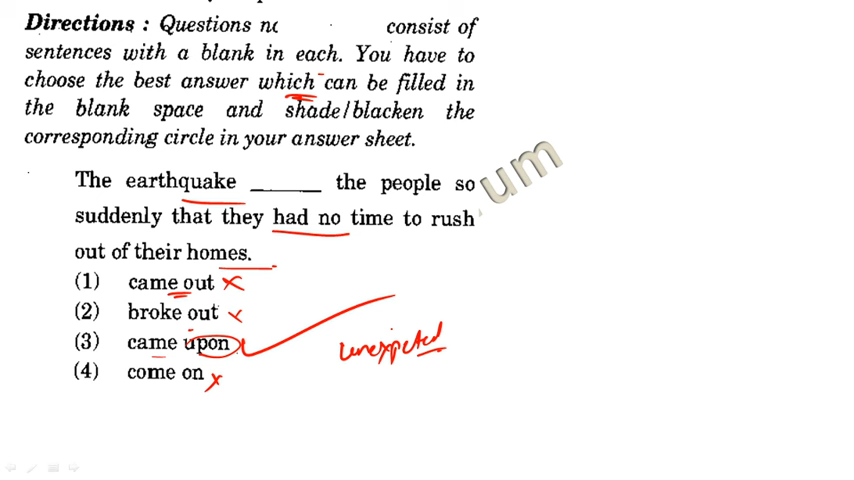 Directions : Questions no consist of
sentences with a blank in each. You have to
choose the best answer which can be filled in
the blank space and shade/blacken the
corresponding circle in your answer sheet.
The earthquake ______ the people so
suddenly that they had no time to rush
out of their homes.
(1) came out
(2) broke out
(3) came upon
(4) come on
unexpected
um